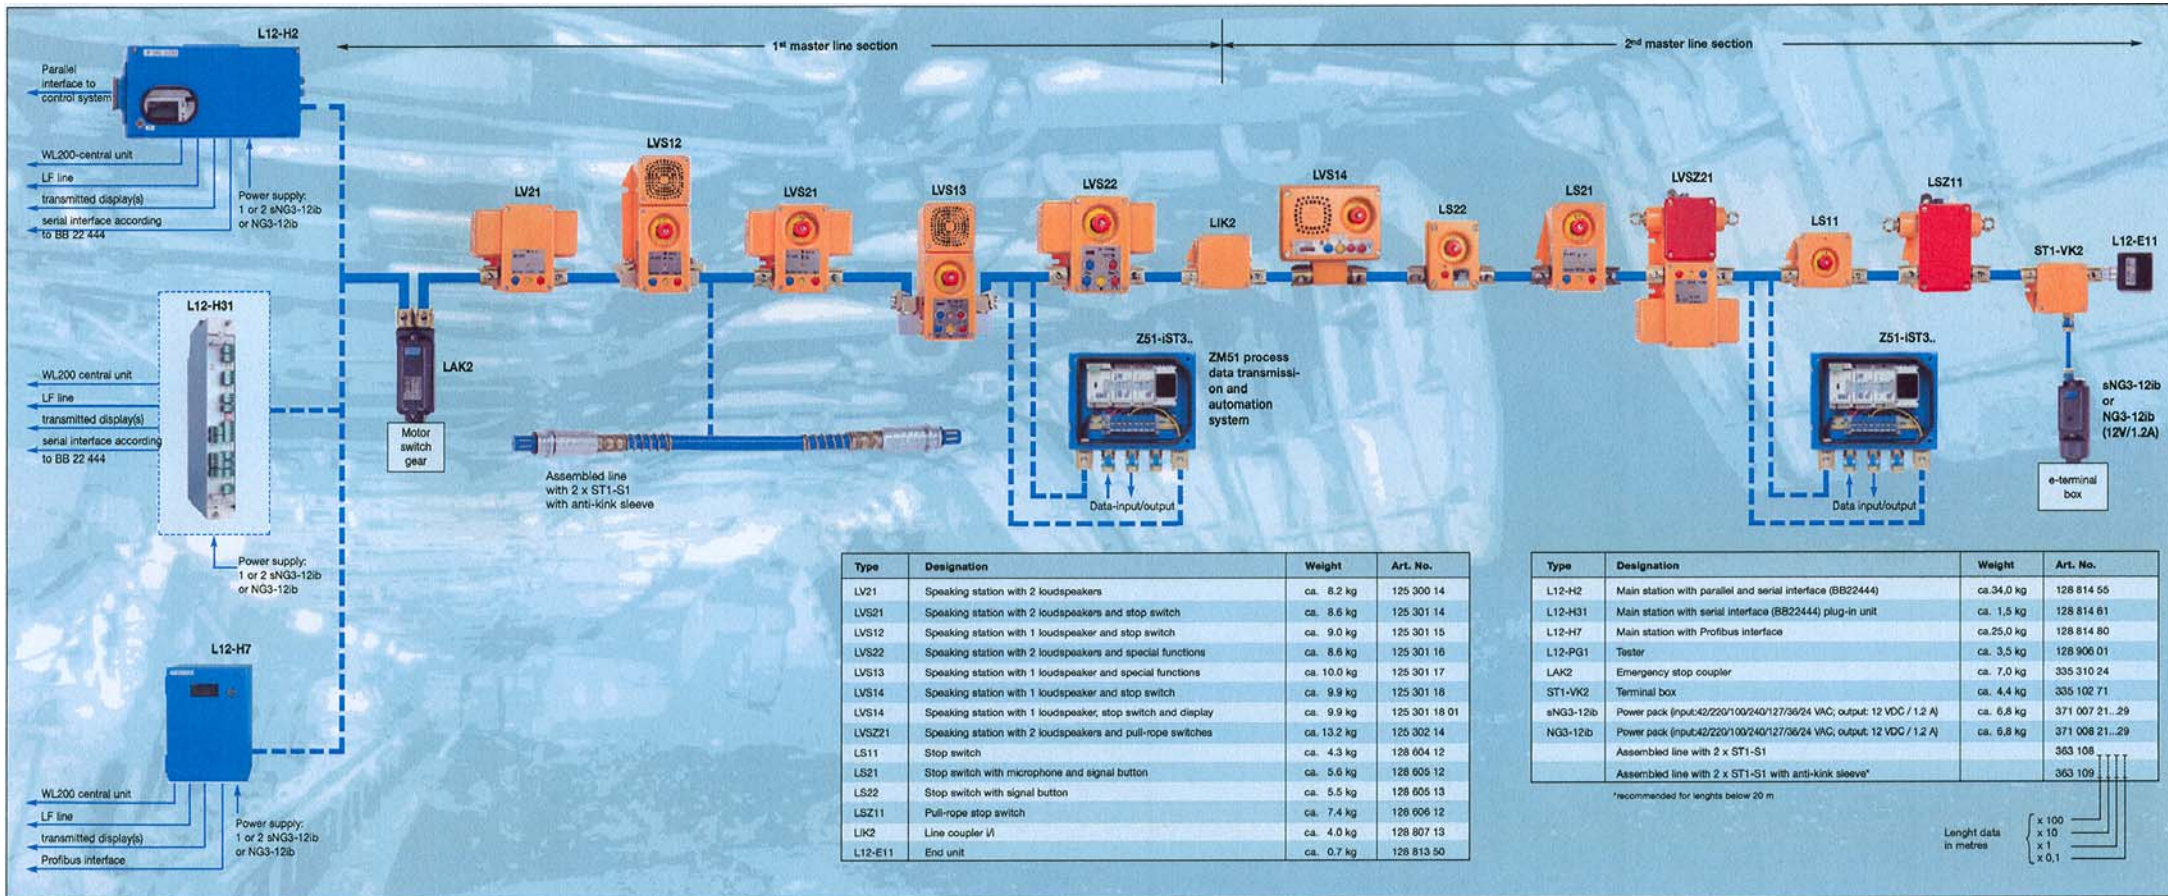 L12-H2
1st master line section
2nd master line section
Parallel
interface to
control system
WL200-central unit
LF line
transmitted display(s)
serial interface according
to BB 22 444
Power supply:
1 or 2 sNG3-12ib
or NG3-12ib
LV21
LVS12
LVS21
LVS13
LVS22
LIK2
LVS14
LS22
LS21
LVSZ21
LS11
LSZ11
ST1-VK2
L12-E11
L12-H31
WL200 central unit
LF line
transmitted display(s)
serial interface according
to BB 22 444
Power supply:
1 or 2 sNG3-12ib
or NG3-12ib
LAK2
Motor
switch
gear
Assembled line
with 2 x ST1-S1
with anti-kink sleeve
Z51-iST3..
ZM51 process
data transmissi-
on and
automation
system
Data-input/output
Z51-iST3..
Data input/output
sNG3-12ib
or
NG3-12ib
(12V/1.2A)
e-terminal
box
L12-H7
WL200 central unit
LF line
transmitted display(s)
Profibus interface
Power supply:
1 or 2 sNG3-12ib
or NG3-12ib
Type Designation Weight Art. No.
LV21 Speaking station with 2 loudspeakers ca. 8.2 kg 125 300 14
LVS21 Speaking station with 2 loudspeakers and stop switch ca. 8.6 kg 125 301 14
LVS12 Speaking station with 1 loudspeaker and stop switch ca. 9.0 kg 125 301 15
LVS22 Speaking station with 2 loudspeakers and special functions ca. 8.6 kg 125 301 16
LVS13 Speaking station with 1 loudspeaker and special functions ca. 10.0 kg 125 301 17
LVS14 Speaking station with 1 loudspeaker and stop switch ca. 9.9 kg 125 301 18
LVS14 Speaking station with 1 loudspeaker, stop switch and display ca. 9.9 kg 125 301 18 01
LVSZ21 Speaking station with 2 loudspeakers and pull-rope switches ca. 13.2 kg 125 302 14
LS11 Stop switch ca. 4.3 kg 128 604 12
LS21 Stop switch with microphone and signal button ca. 5.6 kg 128 605 12
LS22 Stop switch with signal button ca. 5.5 kg 128 605 13
LSZ11 Pull-rope stop switch ca. 7.4 kg 128 606 12
LIK2 Line coupler i/i ca. 4.0 kg 128 807 13
L12-E11 End unit ca. 0.7 kg 128 813 50
Type Designation Weight Art. No.
L12-H2 Main station with parallel and serial interface (BB22444) ca.34,0 kg 128 814 55
L12-H31 Main station with serial interface (BB22444) plug-in unit ca. 1,5 kg 128 814 61
L12-H7 Main station with Profibus interface ca.25,0 kg 128 814 80
L12-PG1 Tester ca. 3,5 kg 128 906 01
LAK2 Emergency stop coupler ca. 7,0 kg 335 310 24
ST1-VK2 Terminal box ca. 4,4 kg 335 102 71
sNG3-12ib Power pack (input:42/220/100/240/127/36/24 VAC; output: 12 VDC / 1.2 A) ca. 6,8 kg 371 007 21...29
NG3-12ib Power pack (input:42/220/100/240/127/36/24 VAC; output: 12 VDC / 1.2 A) ca. 6,8 kg 371 008 21...29
Assembled line with 2 x ST1-S1 363 108
Assembled line with 2 x ST1-S1 with anti-kink sleeve* 363 109
*recommended for lenghts below 20 m
Lenght data
in metres
x 100
x 10
x 1
x 0,1